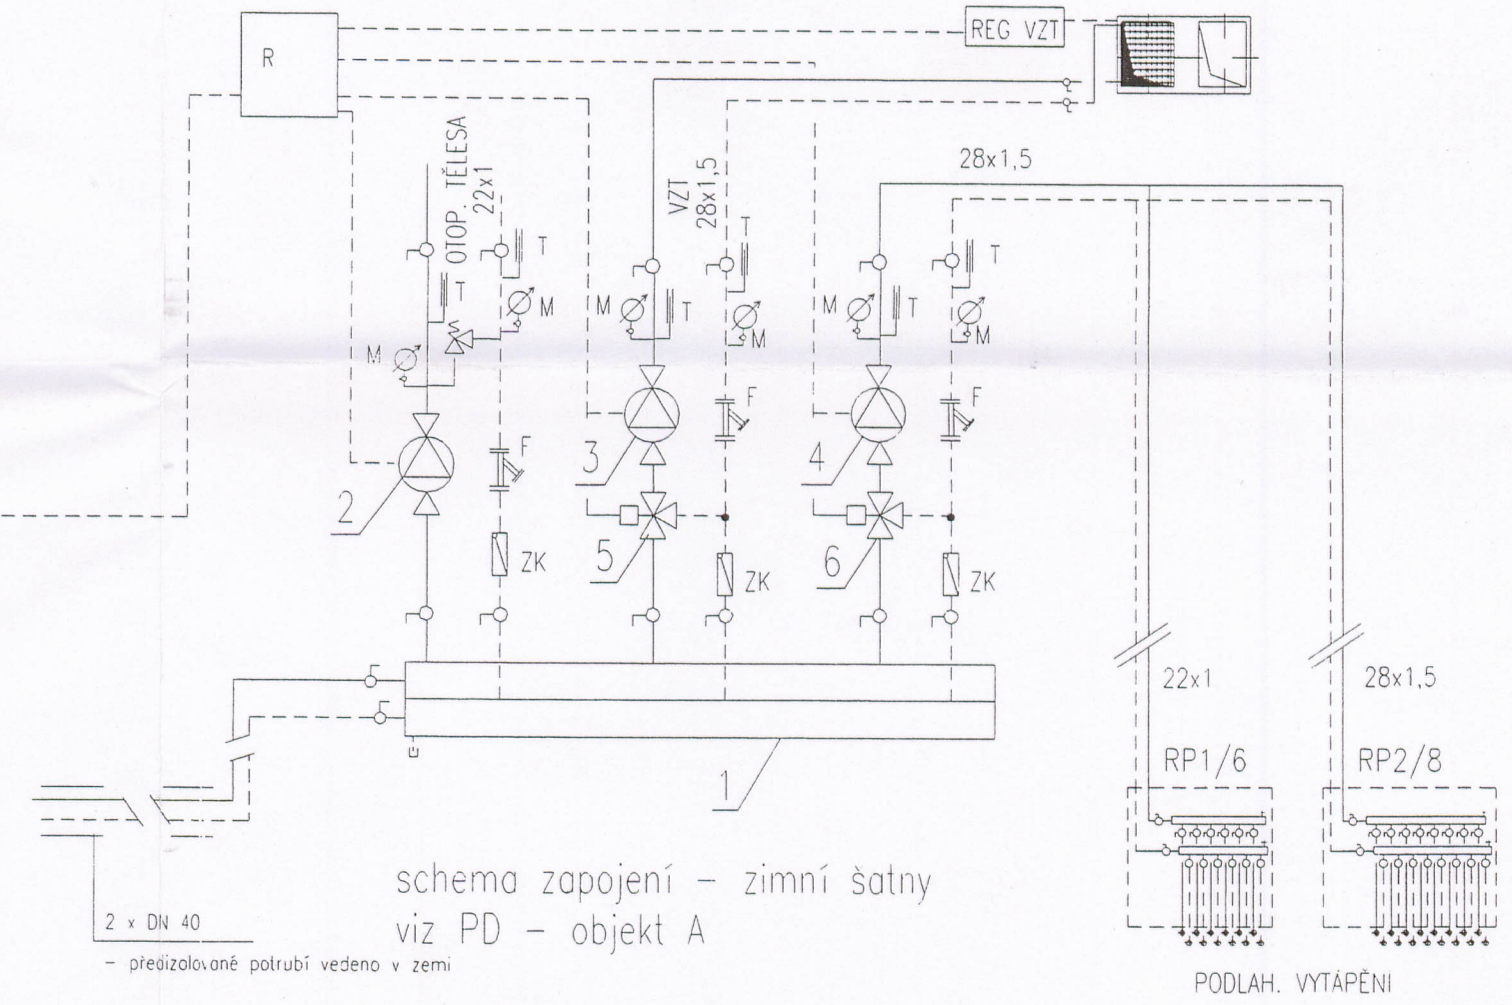 R
REG VZT
OTOP. TĚLESA
22x1
VZT
28x1,5
28x1,5
T
T
T
T
T
T
M
M
M
M
M
M
F
F
F
2
3
4
5
6
ZK
ZK
ZK
1
22x1
28x1,5
RP1/6
RP2/8
schema zapojení – zimní šatny
viz PD – objekt A
2 x DN 40
– předizolované potrubí vedeno v zemi
PODLAH. VYTÁPĚNI